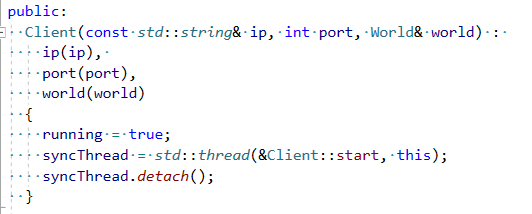 public:
Client(const std::string& ip, int port, World& world) :
ip(ip),
port(port),
world(world)
{
running = true;
syncThread = std::thread(&Client::start, this);
syncThread.detach();
}